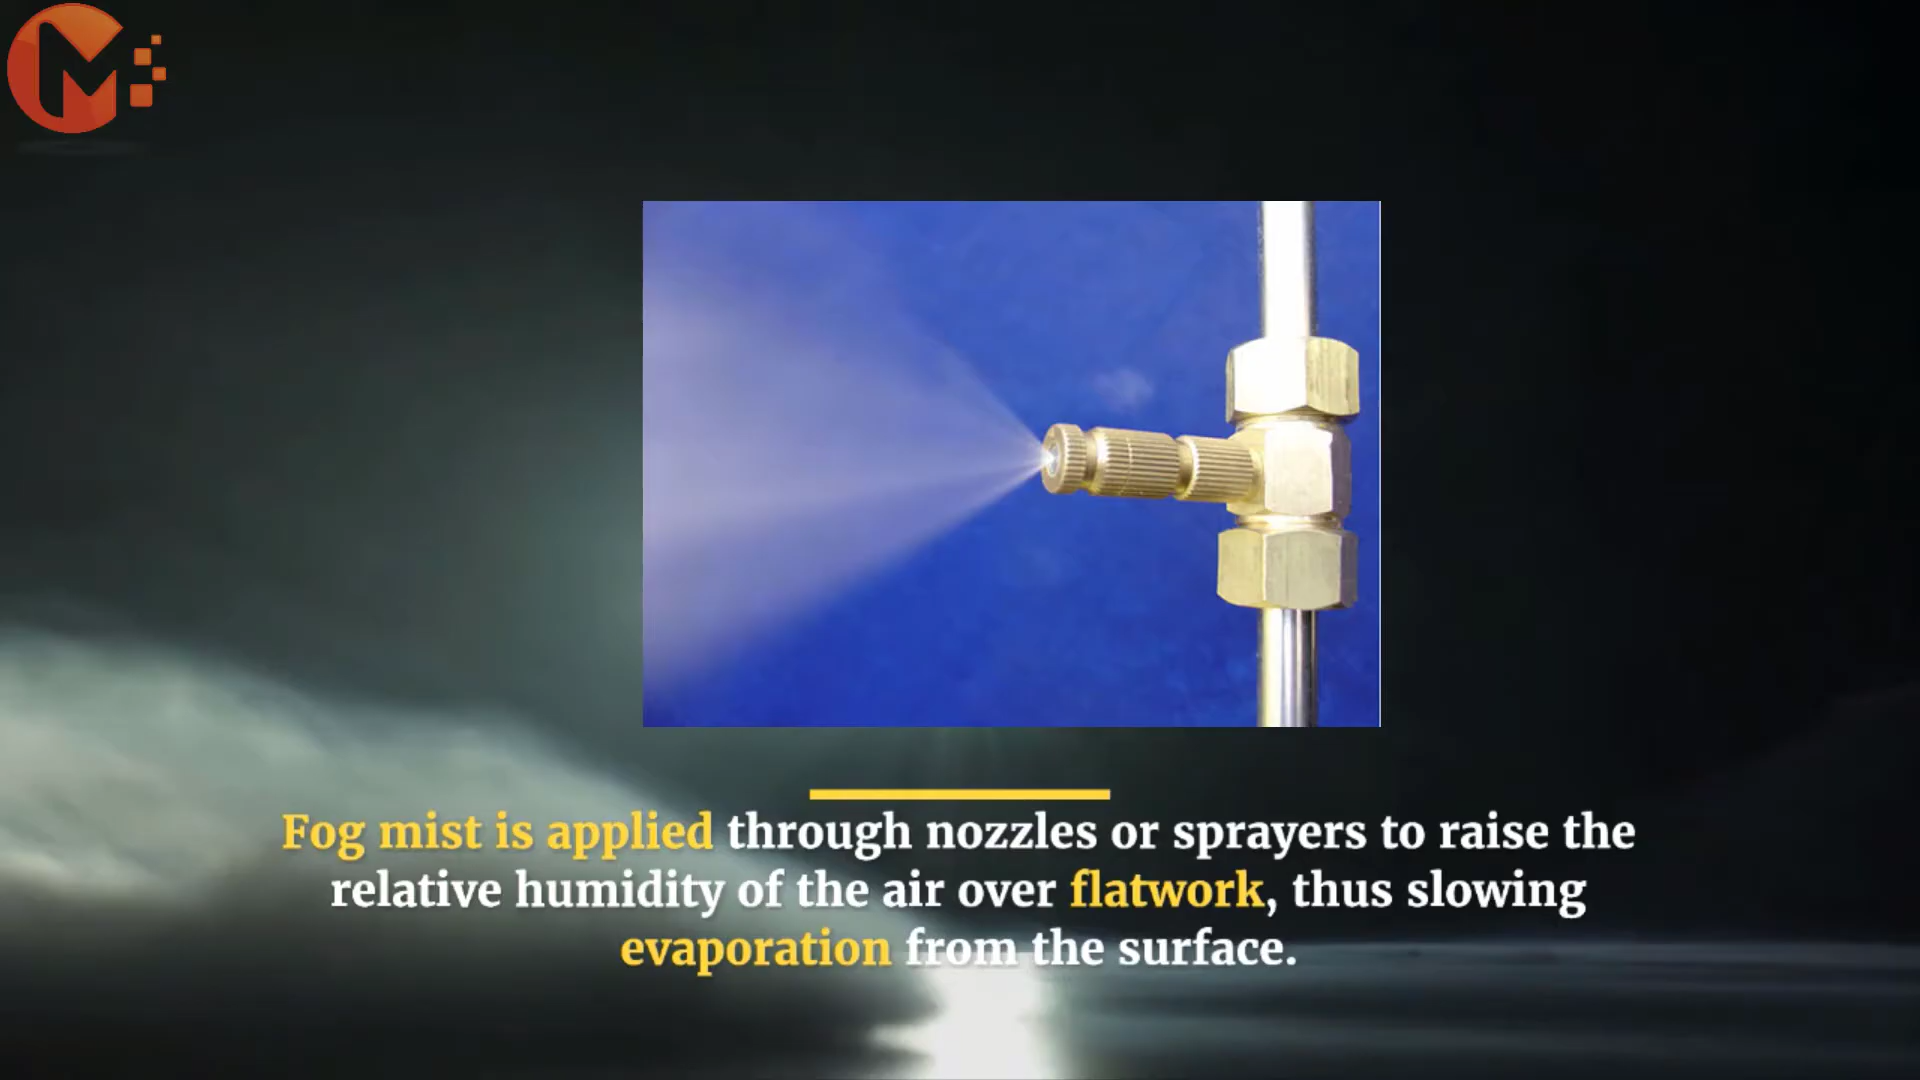 Fog mist is applied through nozzles or sprayers to raise the
relative humidity of the air over flatwork, thus slowing
evaporation from the surface.